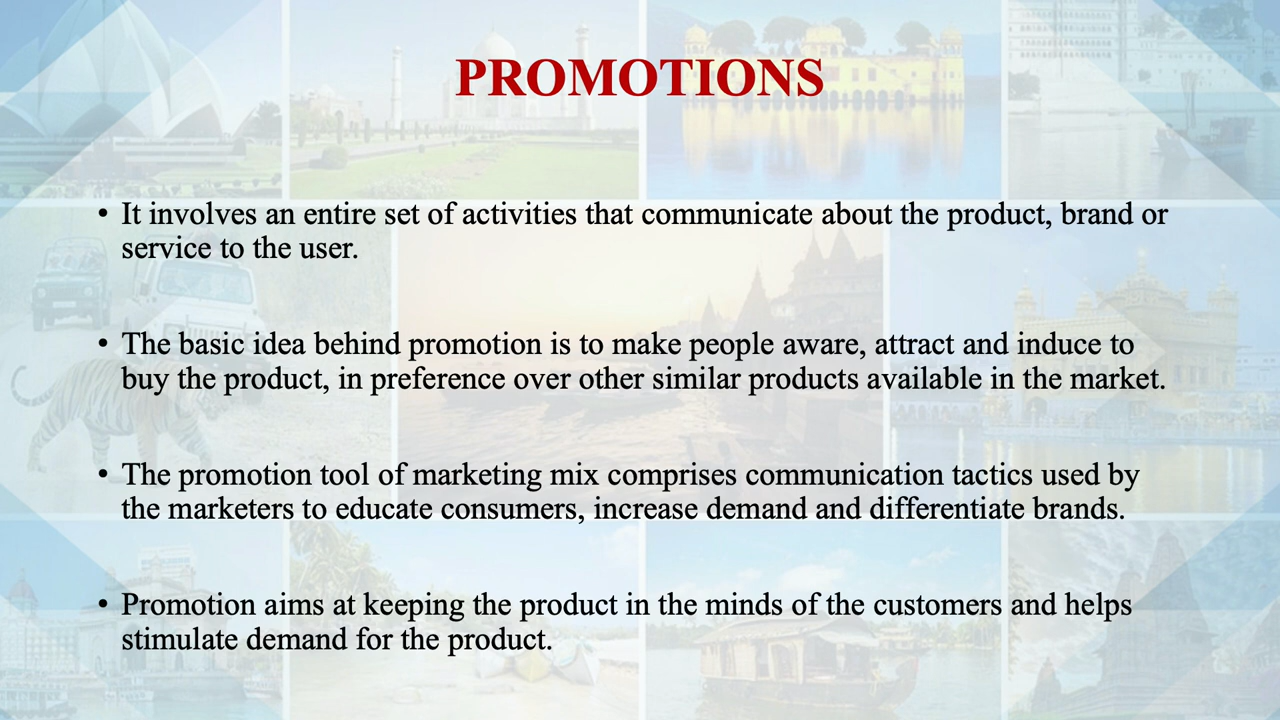 PROMOTIONS
• It involves an entire set of activities that communicate about the product, brand or
service to the user.
• The basic idea behind promotion is to make people aware, attract and induce to
buy the product, in preference over other similar products available in the market.
• The promotion tool of marketing mix comprises communication tactics used by
the marketers to educate consumers, increase demand and differentiate brands.
• Promotion aims at keeping the product in the minds of the customers and helps
stimulate demand for the product.